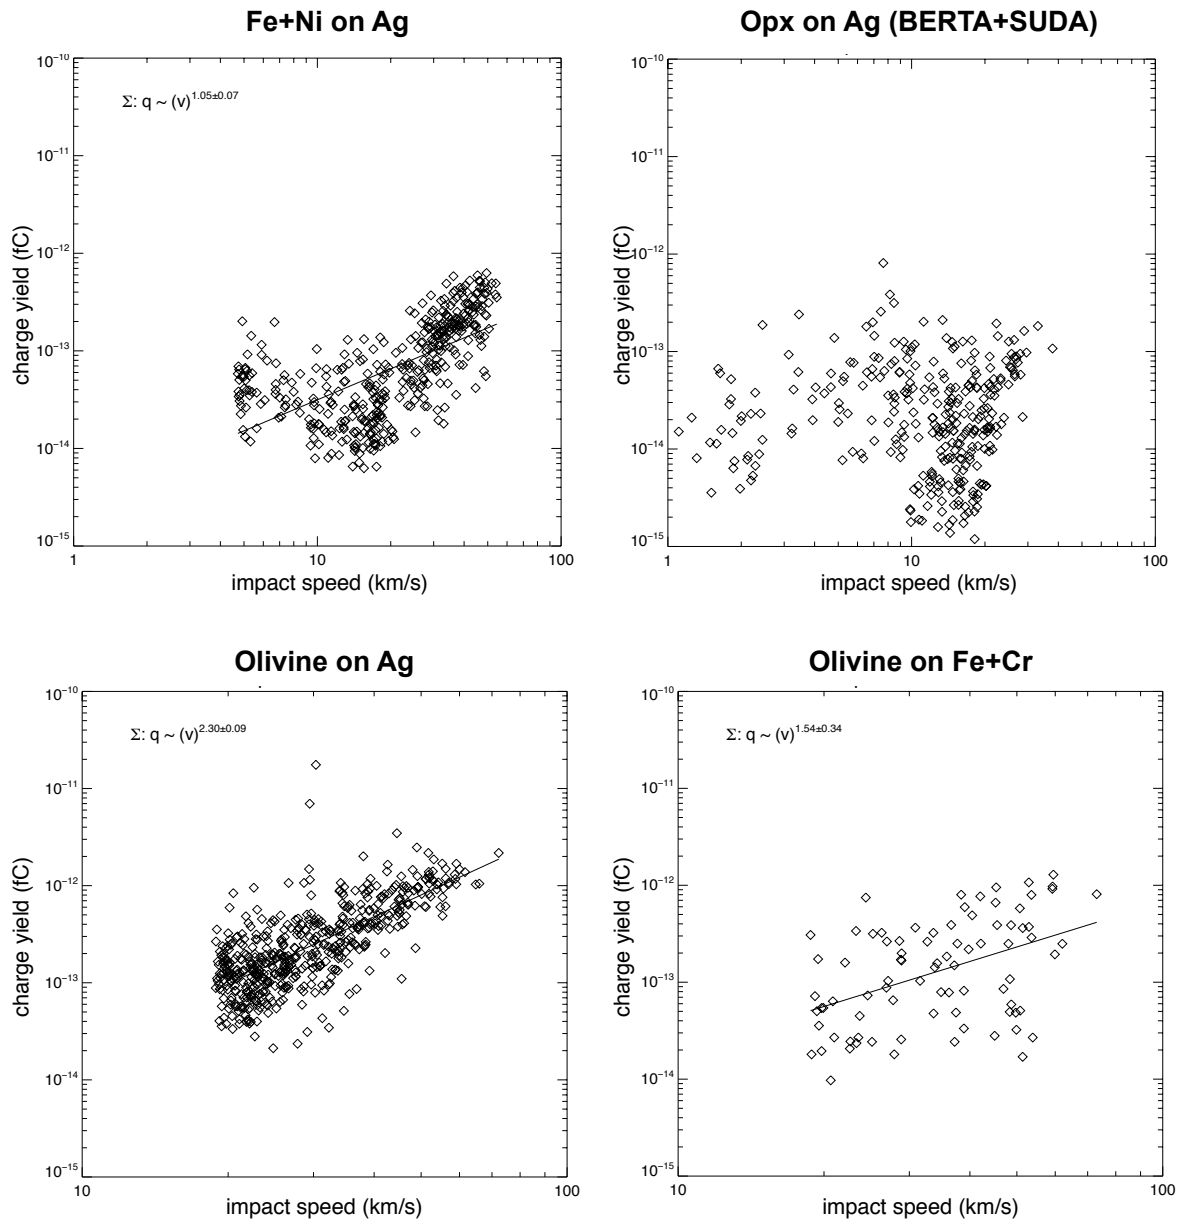 Fe+Ni on Ag
Opx on Ag (BERTA+SUDA)
10⁻¹⁰
10⁻¹¹
10⁻¹²
10⁻¹³
10⁻¹⁴
10⁻¹⁵
charge yield (fC)
Σ: q ~ (v)^1.05±0.07
1
10
100
impact speed (km/s)
10⁻¹⁰
10⁻¹¹
10⁻¹²
10⁻¹³
10⁻¹⁴
10⁻¹⁵
charge yield (fC)
1
10
100
impact speed (km/s)
Olivine on Ag
Olivine on Fe+Cr
10⁻¹⁰
10⁻¹¹
10⁻¹²
10⁻¹³
10⁻¹⁴
10⁻¹⁵
charge yield (fC)
Σ: q ~ (v)^2.30±0.09
10
100
impact speed (km/s)
10⁻¹⁰
10⁻¹¹
10⁻¹²
10⁻¹³
10⁻¹⁴
10⁻¹⁵
charge yield (fC)
Σ: q ~ (v)^1.54±0.34
10
100
impact speed (km/s)